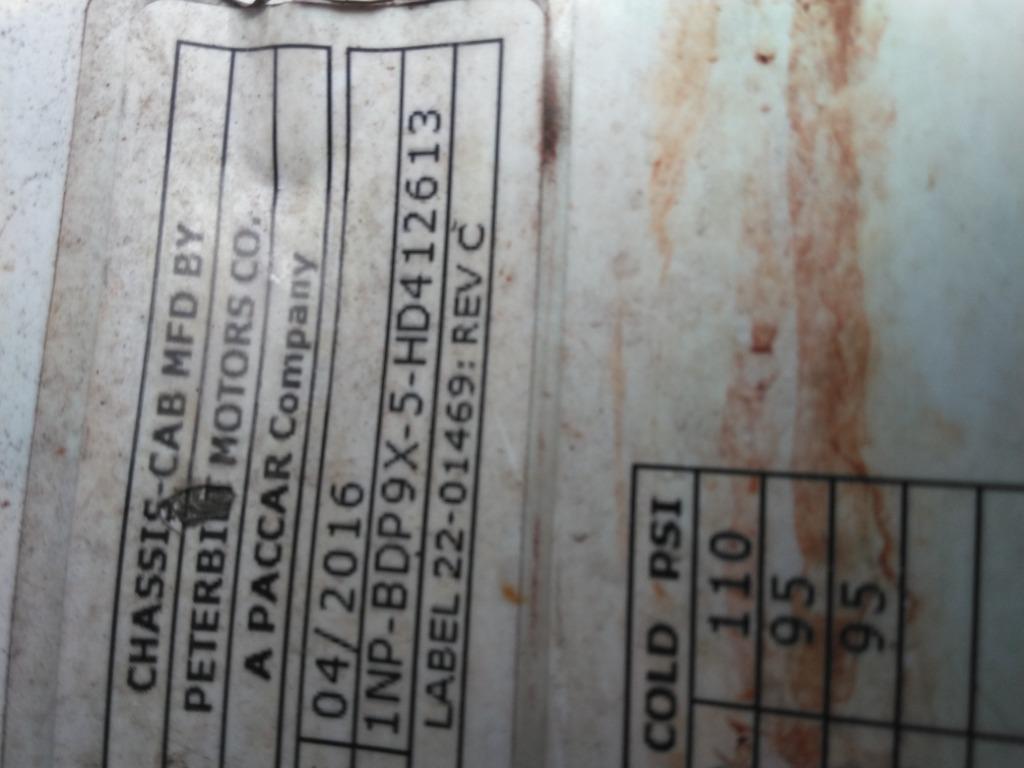 CHASSIS-CAB MFD BY
PETERBILT MOTORS CO.
A PACCAR Company
04/2016
1NP-BDP9X-5-HD412613
LABEL 22-01469: REV C
COLD PSI
110
95
95